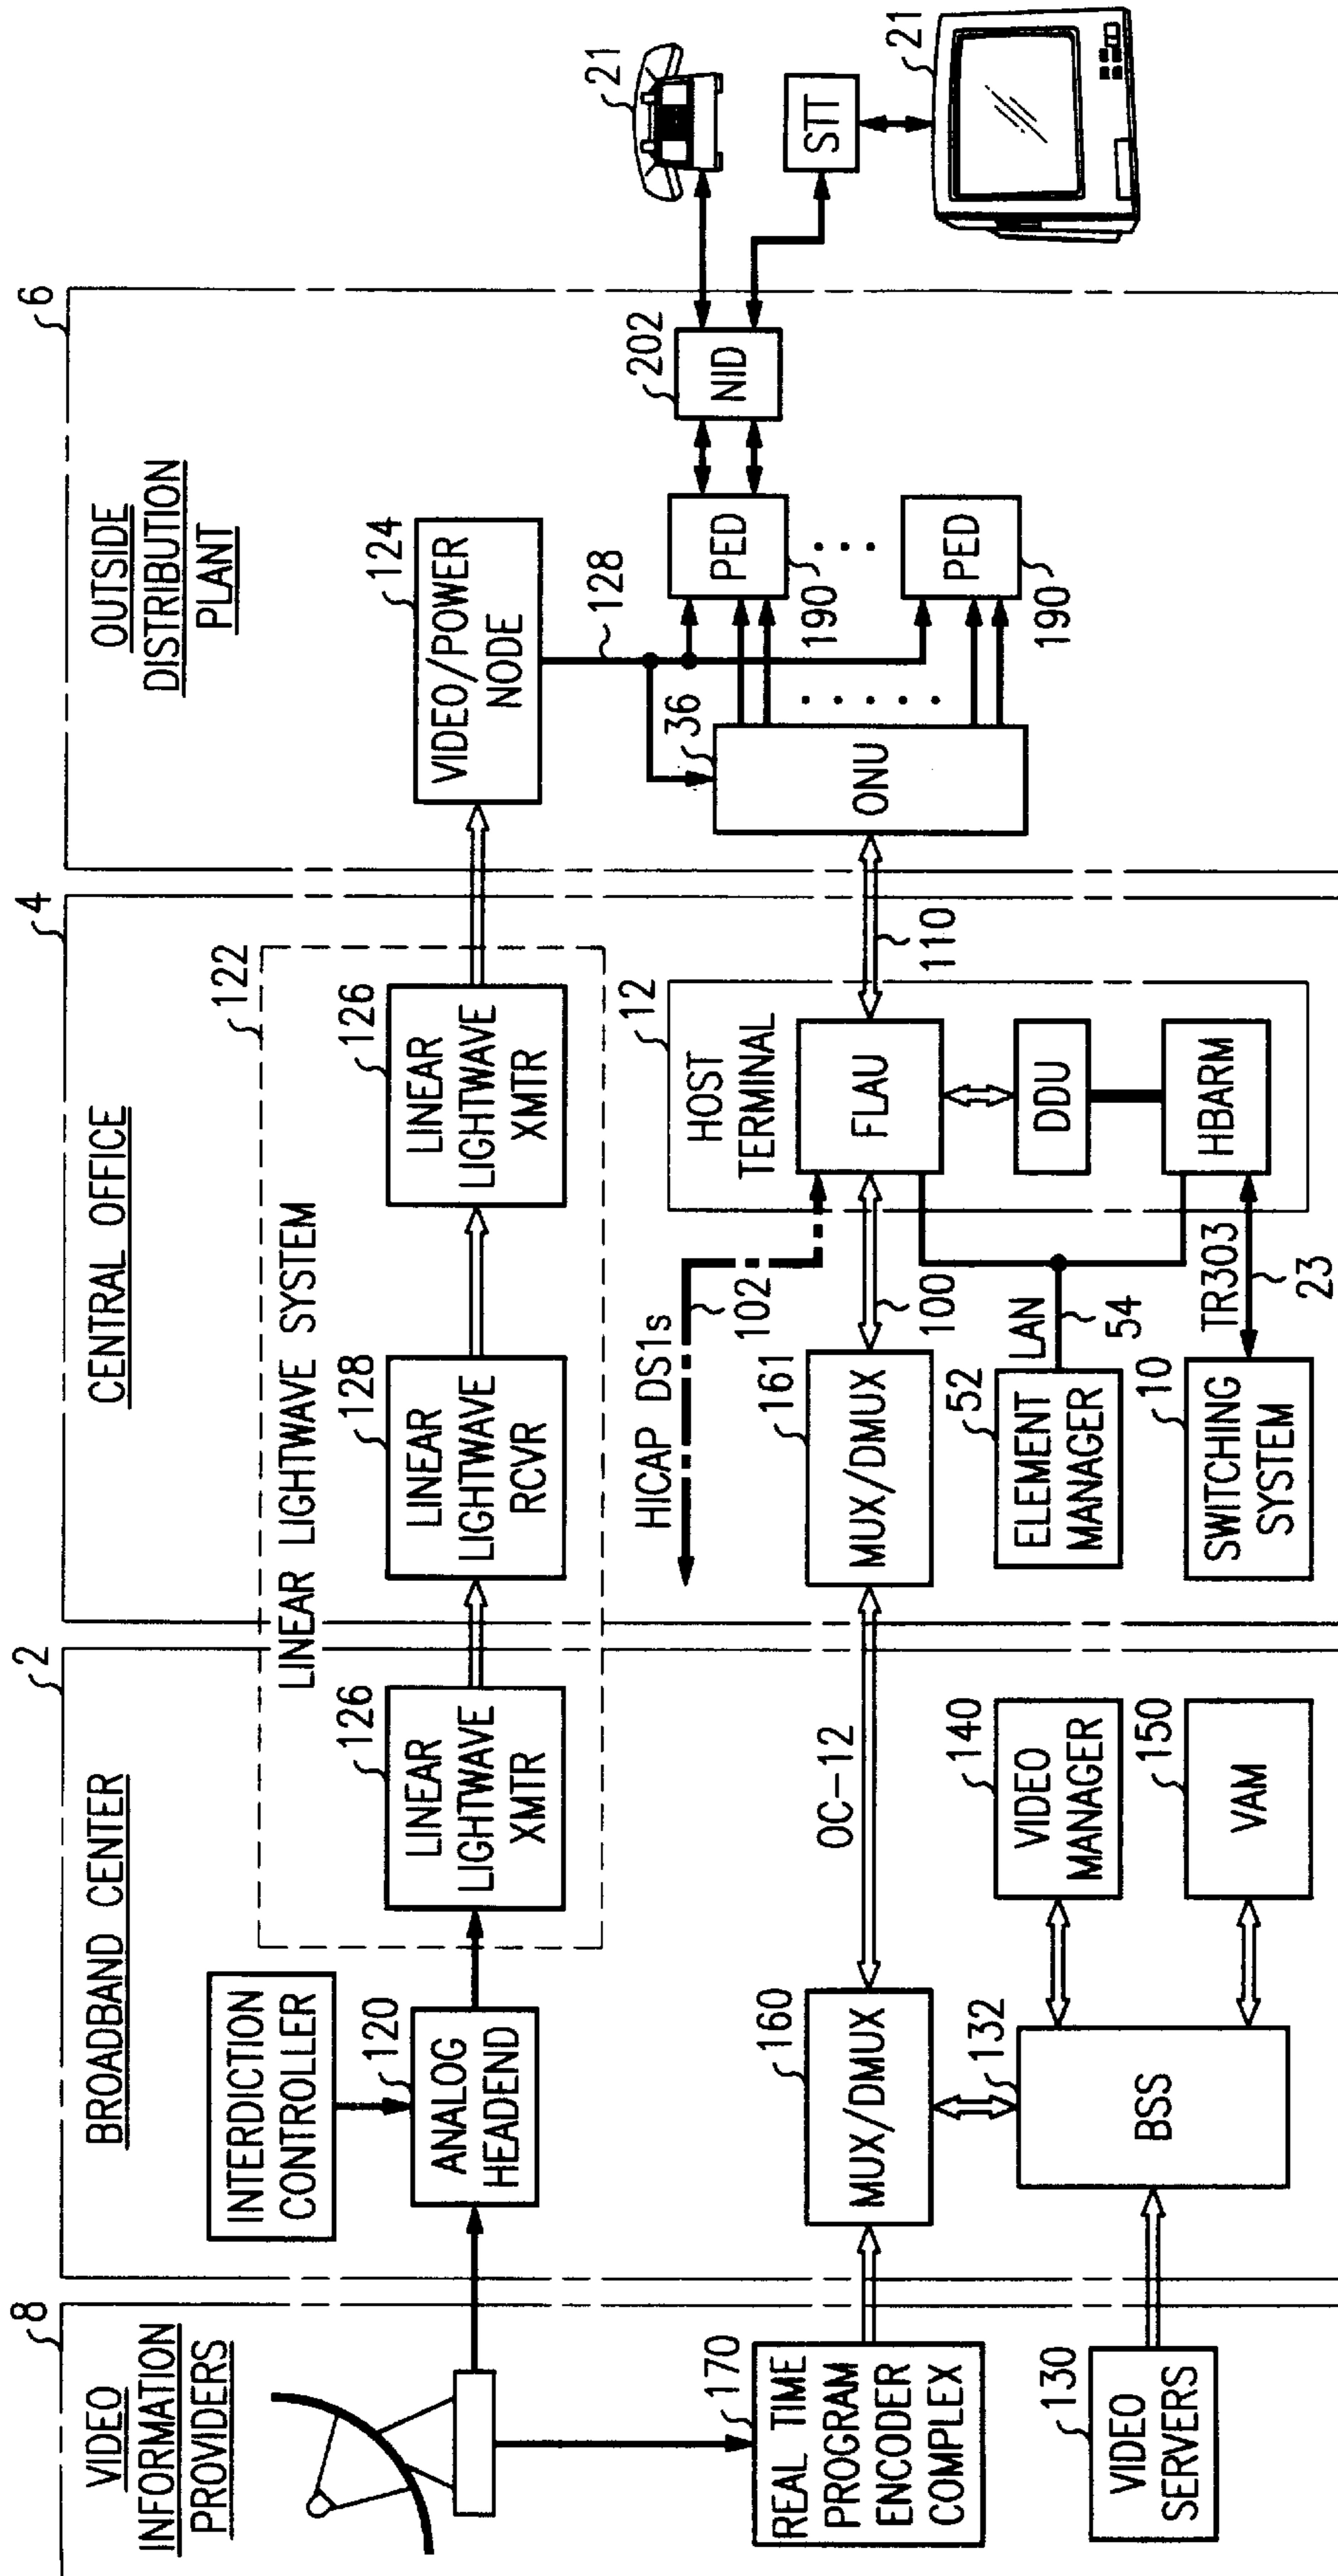 8
VIDEO
INFORMATION
PROVIDERS
170
REAL TIME
PROGRAM
ENCODER
COMPLEX
130
VIDEO
SERVERS
2
BROADBAND CENTER
INTERDICTION
CONTROLLER
120
ANALOG
HEADEND
126
LINEAR
LIGHTWAVE
XMTR
160
MUX/DMUX
OC-12
132
BSS
140
VIDEO
MANAGER
150
VAM
4
CENTRAL OFFICE
122
LINEAR LIGHTWAVE SYSTEM
128
LINEAR
LIGHTWAVE
RCVR
126
LINEAR
LIGHTWAVE
XMTR
HICAP DS1s
102
161
MUX/DMUX
100
12
HOST
TERMINAL
FLAU
DDU
HBARM
110
52
ELEMENT
MANAGER
LAN
54
10
SWITCHING
SYSTEM
TR303
23
6
OUTSIDE
DISTRIBUTION
PLANT
124
VIDEO/POWER
NODE
128
36
ONU
PED
190
PED
190
202
NID
21
STT
21